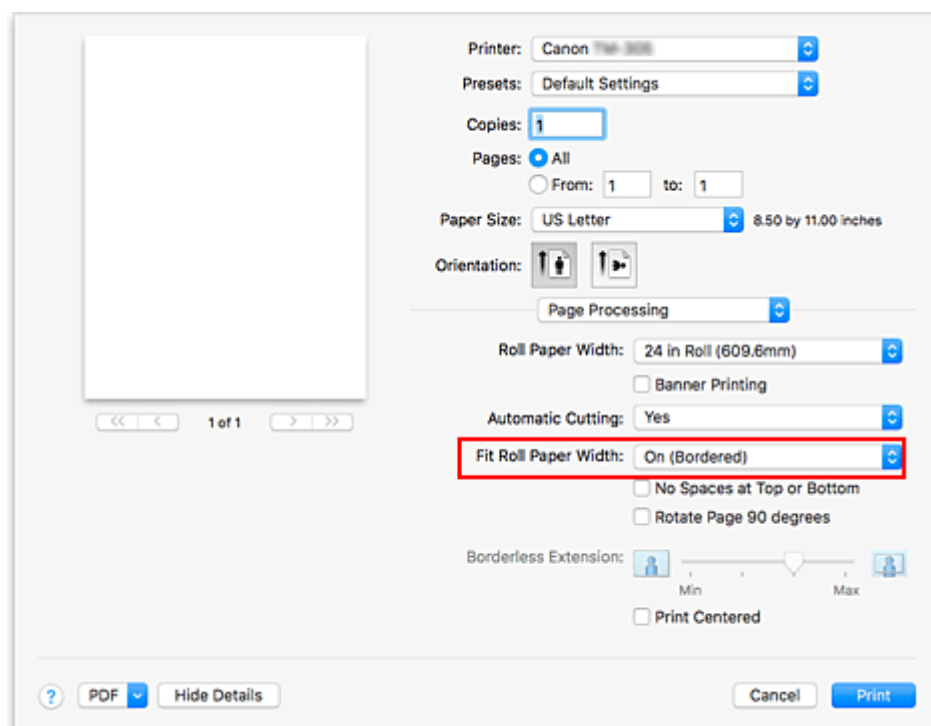 Printer: Canon
Presets: Default Settings
Copies: 1
Pages: All
From: 1 to: 1
Paper Size: US Letter 8.50 by 11.00 inches
Orientation:
Page Processing
Roll Paper Width: 24 in Roll (609.6mm)
Banner Printing
<< < 1 of 1 > >>
Automatic Cutting: Yes
Fit Roll Paper Width: On (Bordered)
No Spaces at Top or Bottom
Rotate Page 90 degrees
Borderless Extension:
Min Max
Print Centered
? PDF Hide Details Cancel Print